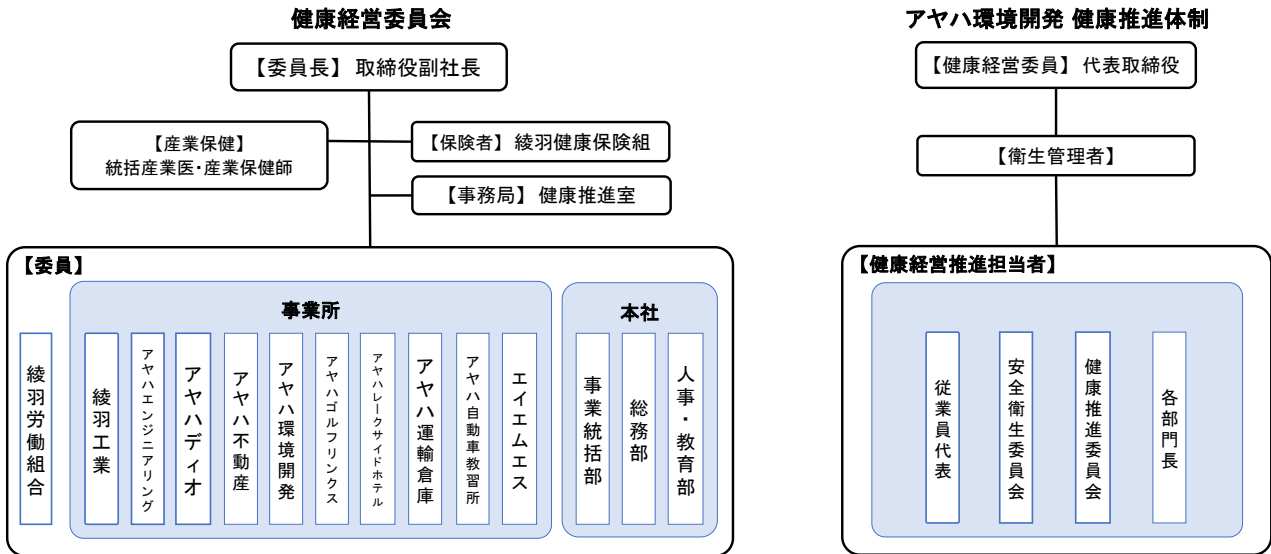 健康経営委員会
【委員長】 取締役副社長
【産業保健】
統括産業医・産業保健師
【保険者】 綾羽健康保険組
【事務局】 健康推進室
【委員】
綾羽労働組合
事業所
綾羽工業
アヤハエンジニアリング
アヤハディオ
アヤハ不動産
アヤハ環境開発
アヤハゴルフリンクス
アヤハレークサイドホテル
アヤハ運輸倉庫
アヤハ自動車教習所
エイエムエス
本社
事業統括部
総務部
人事・教育部
アヤハ環境開発 健康推進体制
【健康経営委員】 代表取締役
【衛生管理者】
【健康経営推進担当者】
従業員代表
安全衛生委員会
健康推進委員会
各部門長